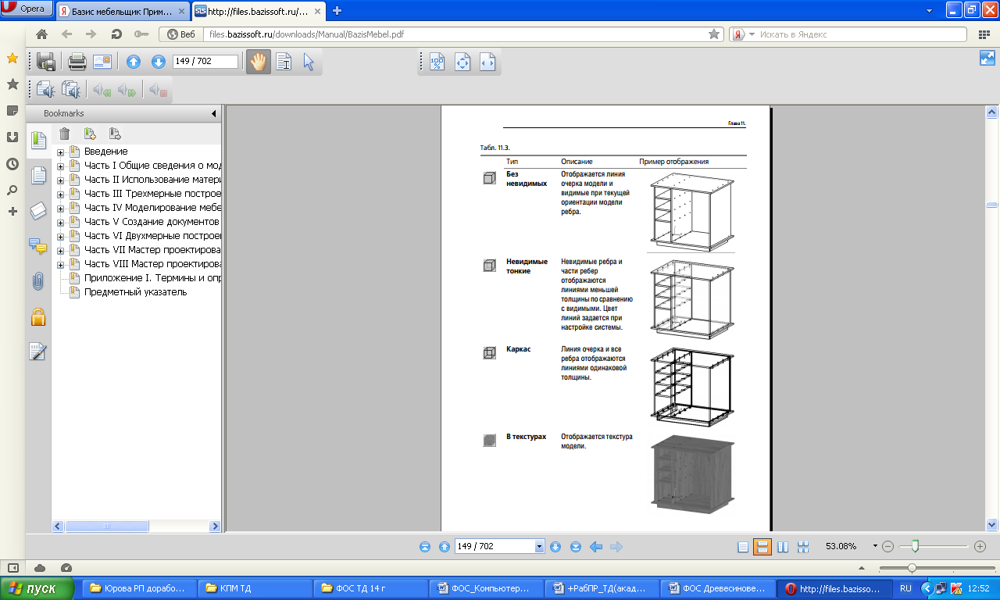 Opera
Базис мебельщик Прим...
http://files.bazissoft.ru/...
Веб
files.bazissoft.ru/downloads/Manual/BazisMebel.pdf
Искать в Яндекс
149 / 702
Bookmarks
Введение
Часть I Общие сведения о мод
Часть II Использование матери
Часть III Трехмерные построе
Часть IV Моделирование мебе
Часть V Создание документов
Часть VI Двухмерные построен
Часть VII Мастер проектирова
Часть VIII Мастер проектирова
Приложение I. Термины и опр
Предметный указатель
Глава 11.
Табл. 11.3.
Тип Описание Пример отображения
Без невидимых
Отображается линия
очерка модели и
видимые при текущей
ориентации модели
ребра.
Невидимые тонкие
Невидимые ребра и
части ребер
отображаются
линиями меньшей
толщины по сравнению
с видимыми. Цвет
линий задается при
настройке системы.
Каркас
Линия очерка и все
ребра отображаются
линиями одинаковой
толщины.
В текстурах
Отображается текстура
модели.
149 / 702
53.08%
пуск
Юрова РП дорабо...
КПМ ТД
ФОС ТД 14 г
ФОС_Компьютер...
+РабПР_ТД(акад...
ФОС Древесинове...
http://files.bazisso...
RU
12:52